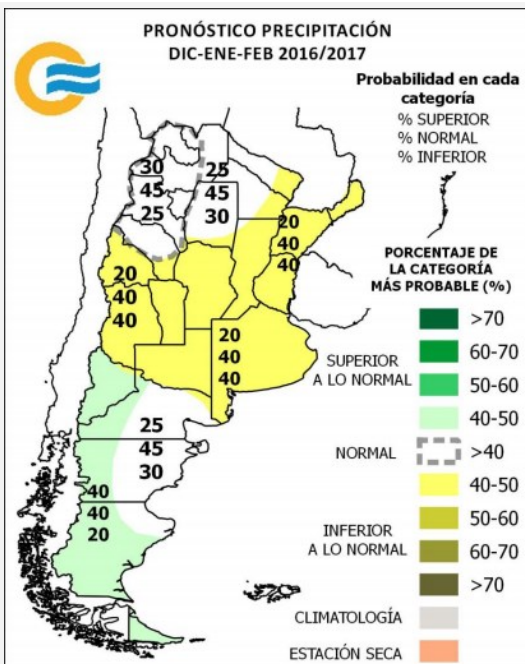 PRONÓSTICO PRECIPITACIÓN
DIC-ENE-FEB 2016/2017
Probabilidad en cada
categoría
% SUPERIOR
% NORMAL
% INFERIOR
30
45
25
25
45
30
20
40
40
20
40
40
20
40
40
25
45
30
40
40
20
PORCENTAJE DE
LA CATEGORÍA
MÁS PROBABLE (%)
>70
60-70
SUPERIOR
A LO NORMAL
50-60
40-50
NORMAL
>40
40-50
50-60
INFERIOR
A LO NORMAL
60-70
>70
CLIMATOLOGÍA
ESTACIÓN SECA